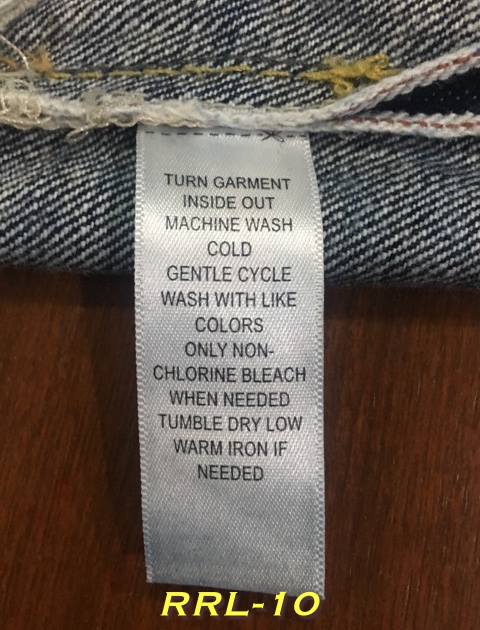 TURN GARMENT
INSIDE OUT
MACHINE WASH
COLD
GENTLE CYCLE
WASH WITH LIKE
COLORS
ONLY NON-
CHLORINE BLEACH
WHEN NEEDED
TUMBLE DRY LOW
WARM IRON IF
NEEDED
RRL-10